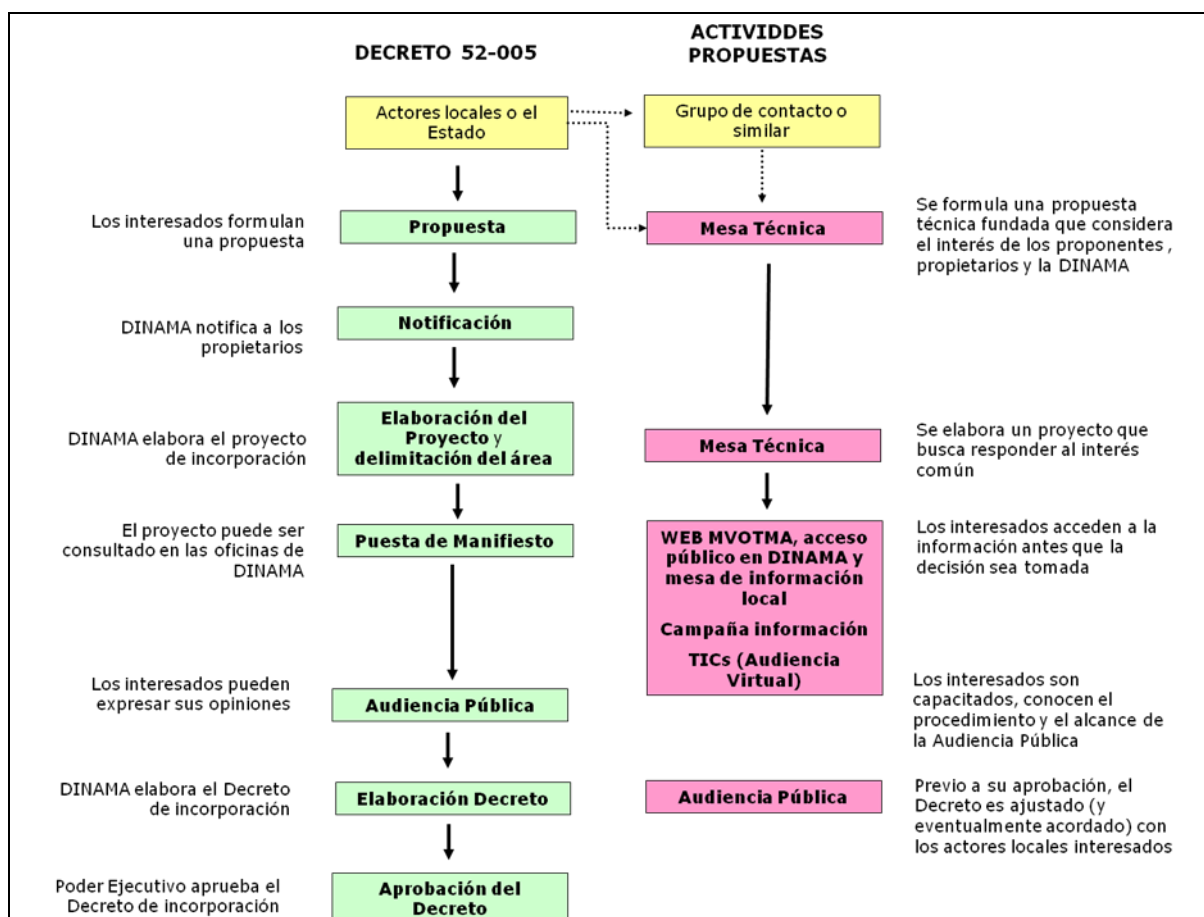 ACTIVIDDES
PROPUESTAS
DECRETO 52-005
Actores locales o el
Estado
Grupo de contacto o
similar
Los interesados formulan
una propuesta
Propuesta
Mesa Técnica
Se formula una propuesta
técnica fundada que considera
el interés de los proponentes ,
propietarios y la DINAMA
DINAMA notifica a los
propietarios
Notificación
DINAMA elabora el proyecto
de incorporación
Elaboración del
Proyecto y
delimitación del área
Mesa Técnica
Se elabora un proyecto que
busca responder al interés
común
El proyecto puede ser
consultado en las oficinas de
DINAMA
Puesta de Manifiesto
WEB MVOTMA, acceso
público en DINAMA y
mesa de información
local
Campaña información
TICs (Audiencia
Virtual)
Los interesados acceden a la
información antes que la
decisión sea tomada
Los interesados pueden
expresar sus opiniones
Audiencia Pública
Los interesados son
capacitados, conocen el
procedimiento y el alcance de
la Audiencia Pública
DINAMA elabora el Decreto
de incorporación
Elaboración Decreto
Audiencia Pública
Previo a su aprobación, el
Decreto es ajustado (y
eventualmente acordado) con
los actores locales interesados
Poder Ejecutivo aprueba el
Decreto de incorporación
Aprobación del
Decreto